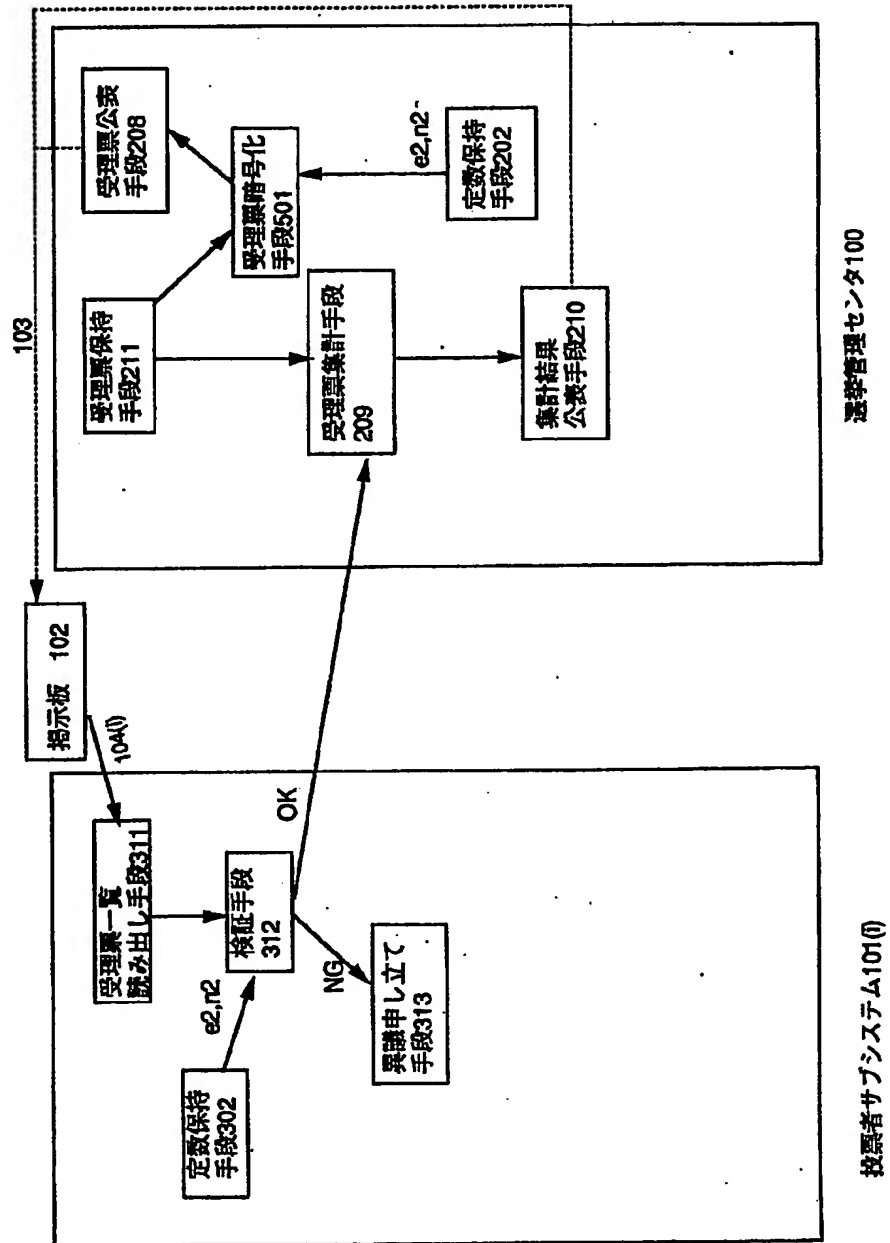 103
掲示板 102
104(i)
受理票一覧
読み出し手段311
e2,n2
定数保持
手段302
検証手段
312
OK
NG
異議申し立て
手段313
投票者サブシステム101(i)
受理票保持
手段211
受理票公表
手段208
受理票暗号化
手段501
e2,n2
定数保持
手段202
受理票集計手段
209
集計結果
公表手段210
選挙管理センタ100